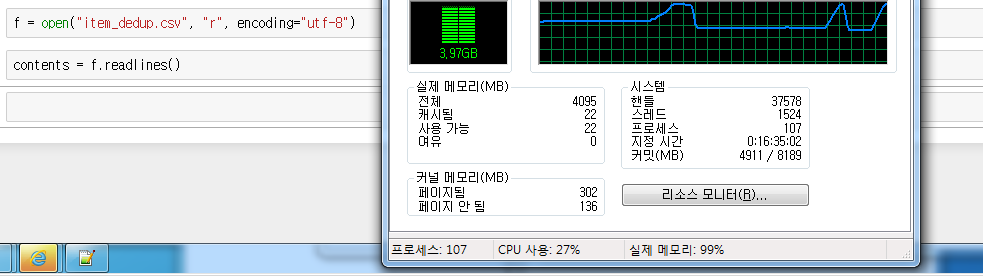 f = open("item_dedup.csv", "r", encoding="utf-8")
contents = f.readlines()
3,97GB
실제 메모리(MB)
전체 4095
캐시됨 22
사용 가능 22
여유 0
시스템
핸들 37578
스레드 1524
프로세스 107
지정 시간 0:16:35:02
커밋(MB) 4911 / 8189
커널 메모리(MB)
페이지됨 302
페이지 안 됨 136
리소스 모니터(R)...
프로세스: 107 CPU 사용: 27% 실제 메모리: 99%